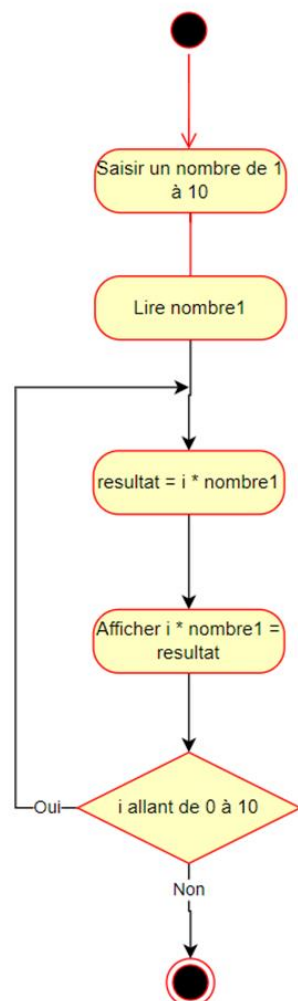 Saisir un nombre de 1
à 10
Lire nombre1
resultat = i * nombre1
Afficher i * nombre1 =
resultat
i allant de 0 à 10
Oui
Non